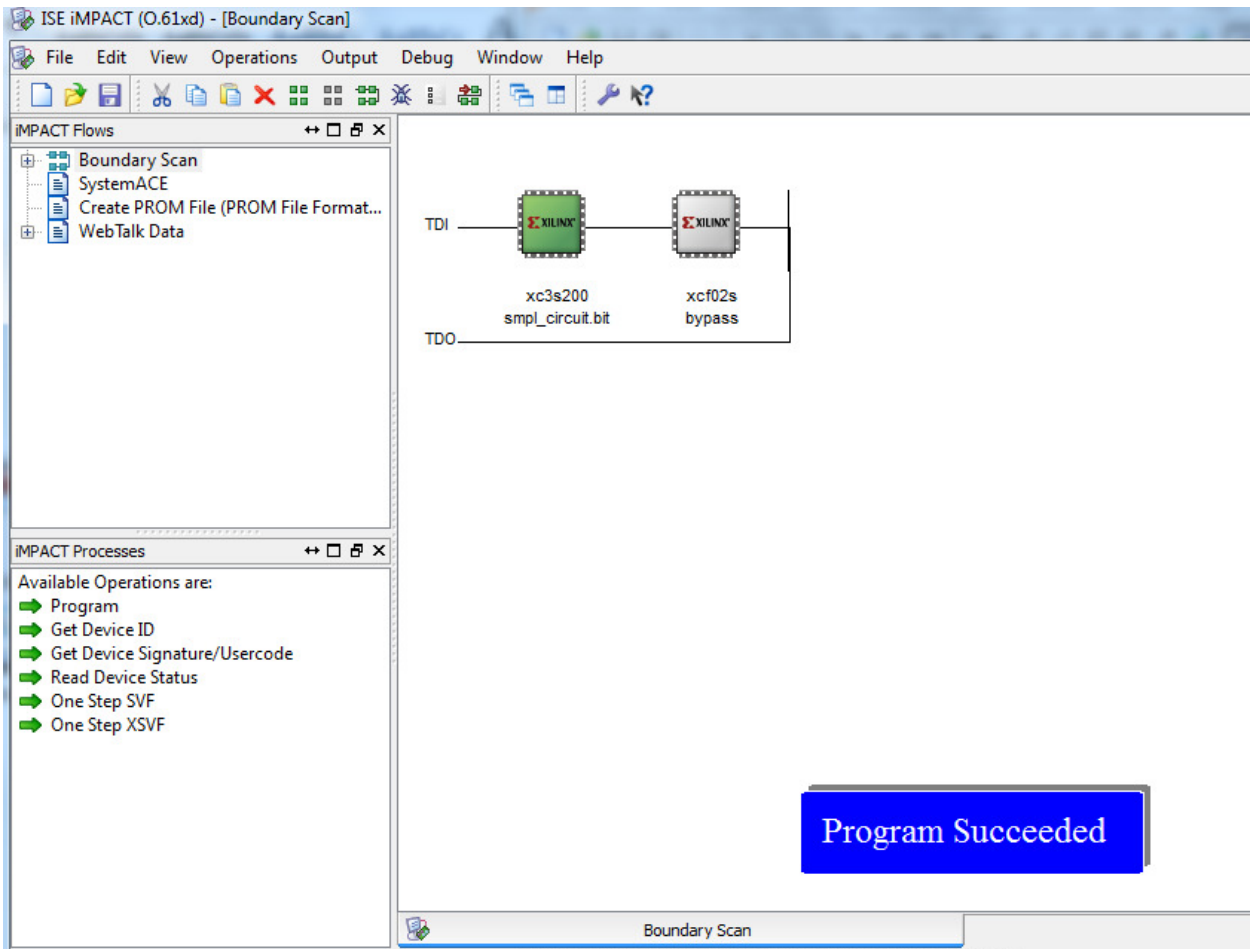 ISE iMPACT (O.61xd) - [Boundary Scan]
File Edit View Operations Output Debug Window Help
iMPACT Flows
Boundary Scan
SystemACE
Create PROM File (PROM File Format...
WebTalk Data
TDI
XILINX
XILINX
xc3s200
xcf02s
smpl_circuit.bit
bypass
TDO
iMPACT Processes
Available Operations are:
Program
Get Device ID
Get Device Signature/Usercode
Read Device Status
One Step SVF
One Step XSVF
Program Succeeded
Boundary Scan